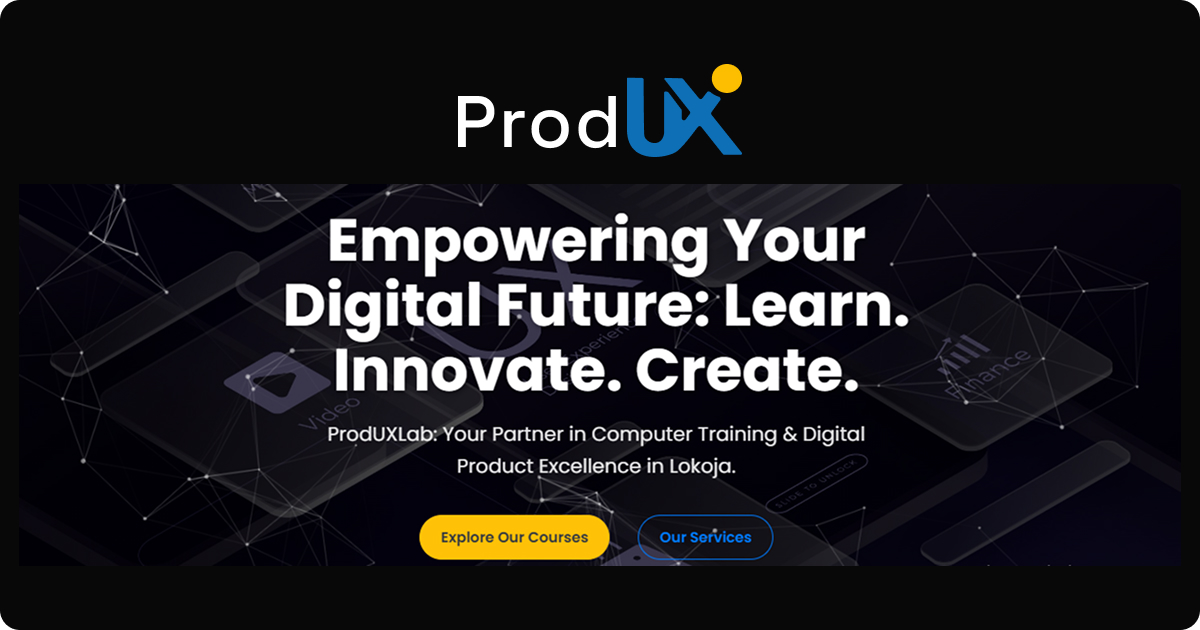 ProdUX
Empowering Your
Digital Future: Learn.
Innovate. Create.
ProdUXLab: Your Partner in Computer Training & Digital
Product Excellence in Lokoja.
Explore Our Courses
Our Services
UX
Video
Finance
SLIDE TO UNLOCK